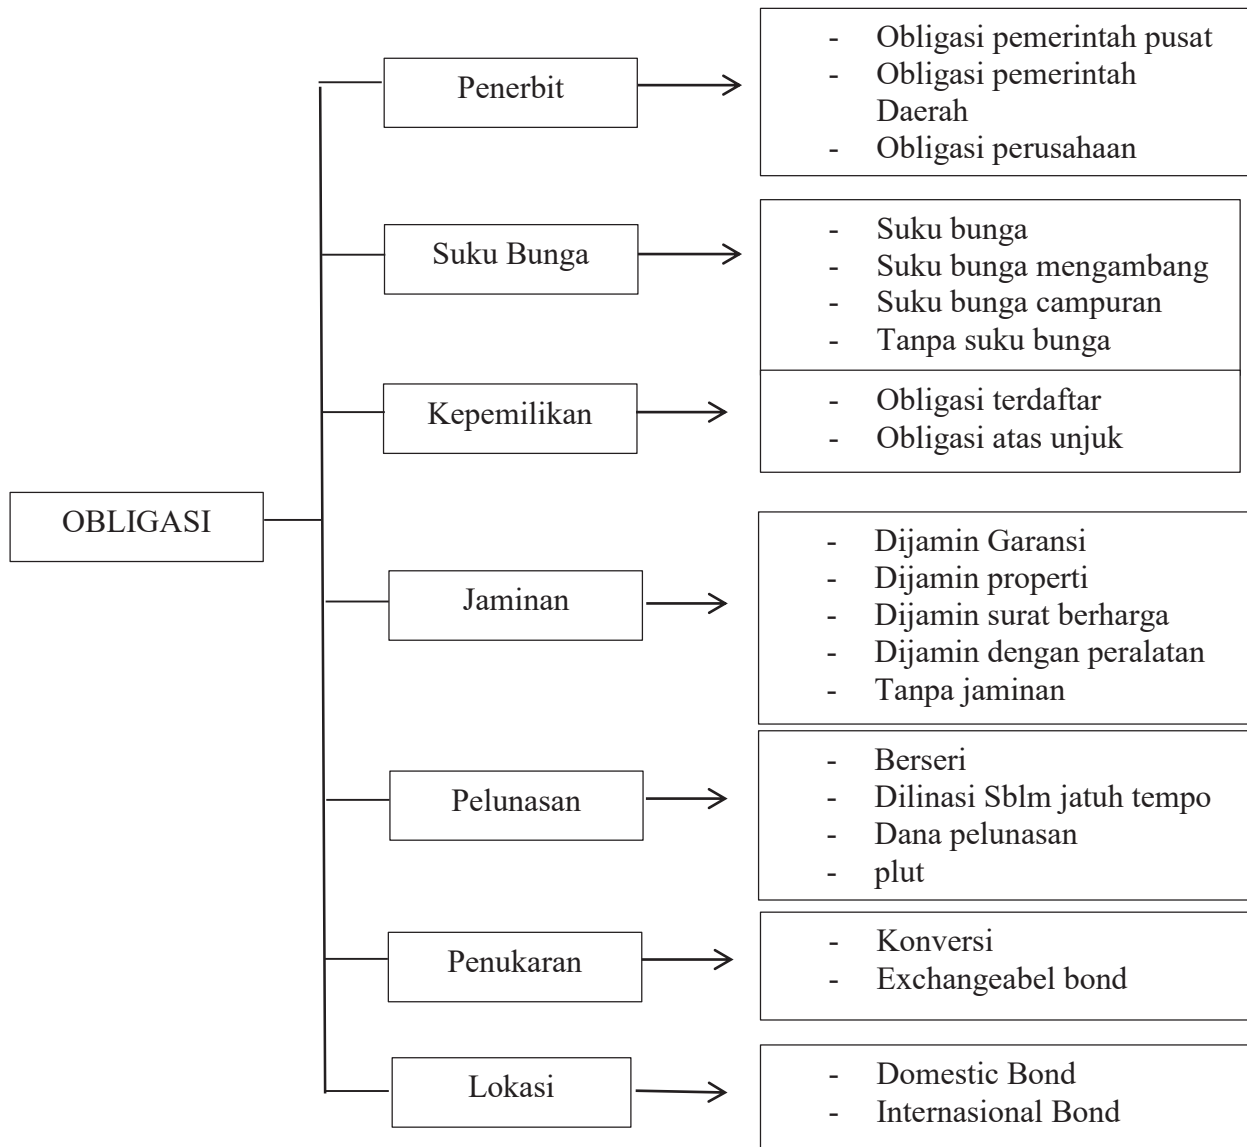 OBLIGASI
Penerbit
- Obligasi pemerintah pusat
- Obligasi pemerintah
Daerah
- Obligasi perusahaan
Suku Bunga
- Suku bunga
- Suku bunga mengambang
- Suku bunga campuran
- Tanpa suku bunga
Kepemilikan
- Obligasi terdaftar
- Obligasi atas unjuk
Jaminan
- Dijamin Garansi
- Dijamin properti
- Dijamin surat berharga
- Dijamin dengan peralatan
- Tanpa jaminan
Pelunasan
- Berseri
- Dilinasi Sblm jatuh tempo
- Dana pelunasan
- plut
Penukaran
- Konversi
- Exchangeabel bond
Lokasi
- Domestic Bond
- Internasional Bond